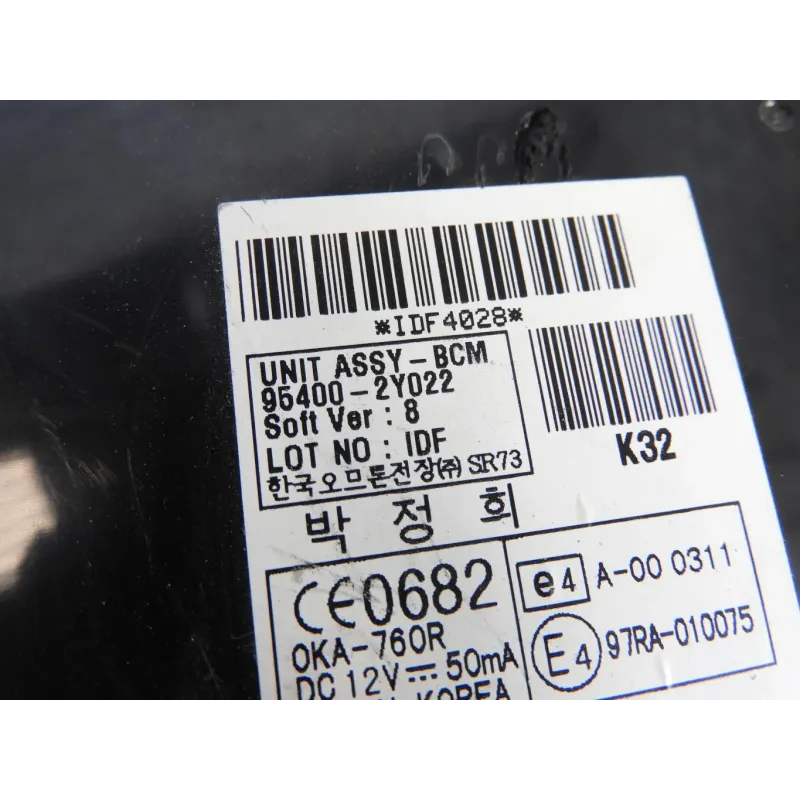 *IDF4028*
UNIT ASSY-BCM
95400-2Y022
Soft Ver : 8
LOT NO : IDF
한국오므론전장(주) SR73
K32
박 정 희
CE0682
OKA-760R
DC 12V ⎓ 50mA
KOREA
e4 A-00 0311
E4 97RA-010075